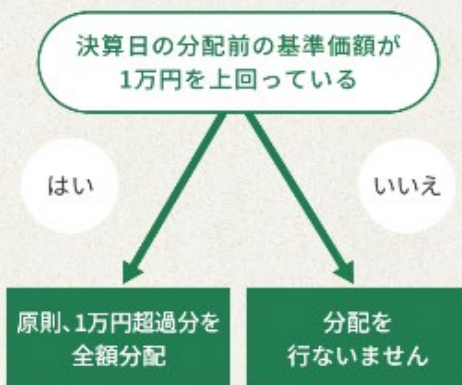 決算日の分配前の基準価額が
1万円を上回っている
はい
いいえ
原則、1万円超過分を
全額分配
分配を
行ないません